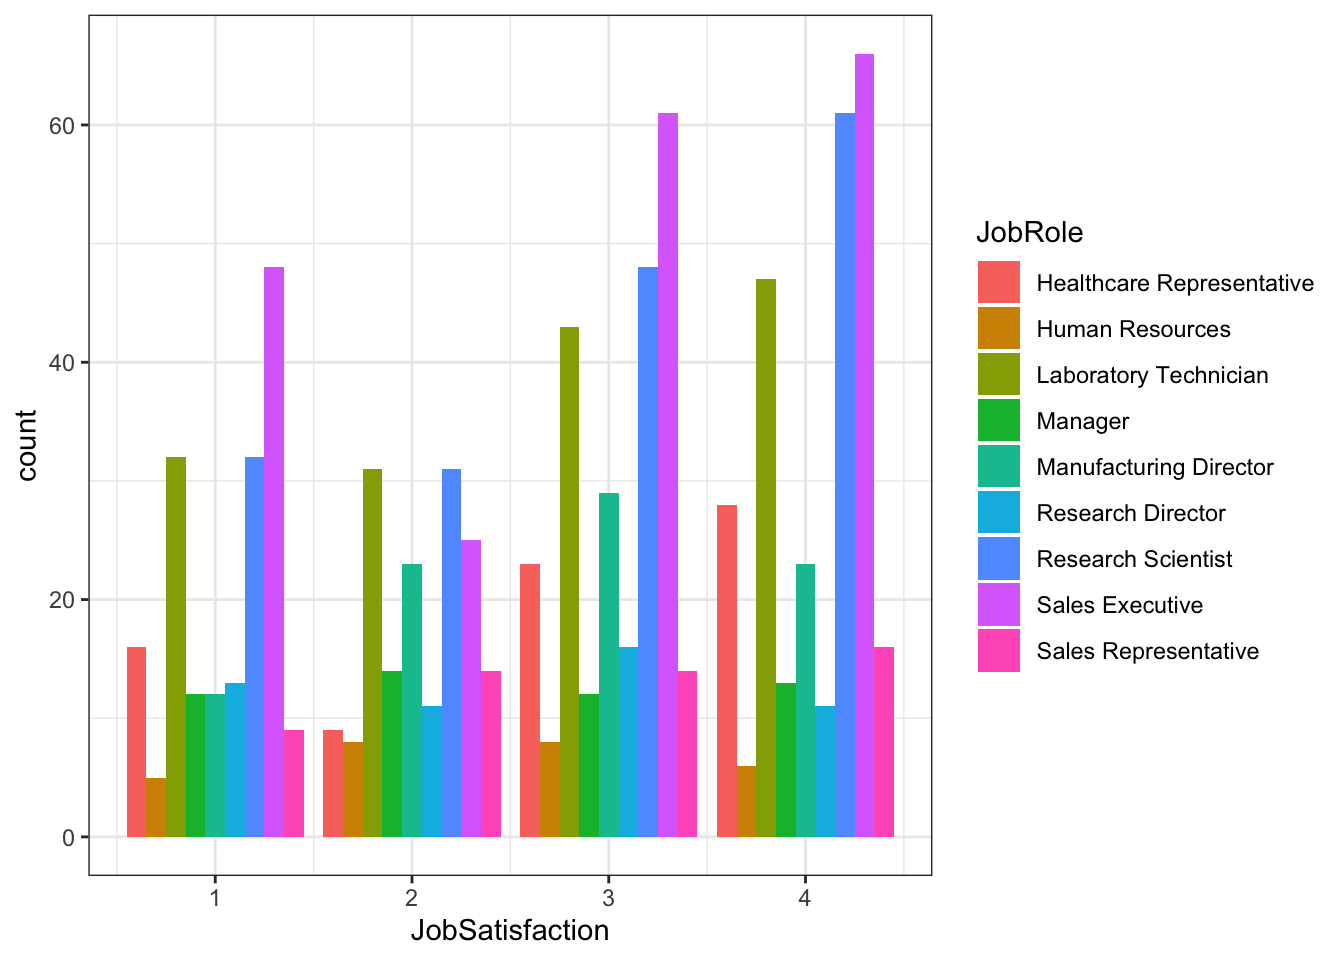 60
40
20
0
count
1 2 3 4
JobSatisfaction
JobRole
Healthcare Representative
Human Resources
Laboratory Technician
Manager
Manufacturing Director
Research Director
Research Scientist
Sales Executive
Sales Representative